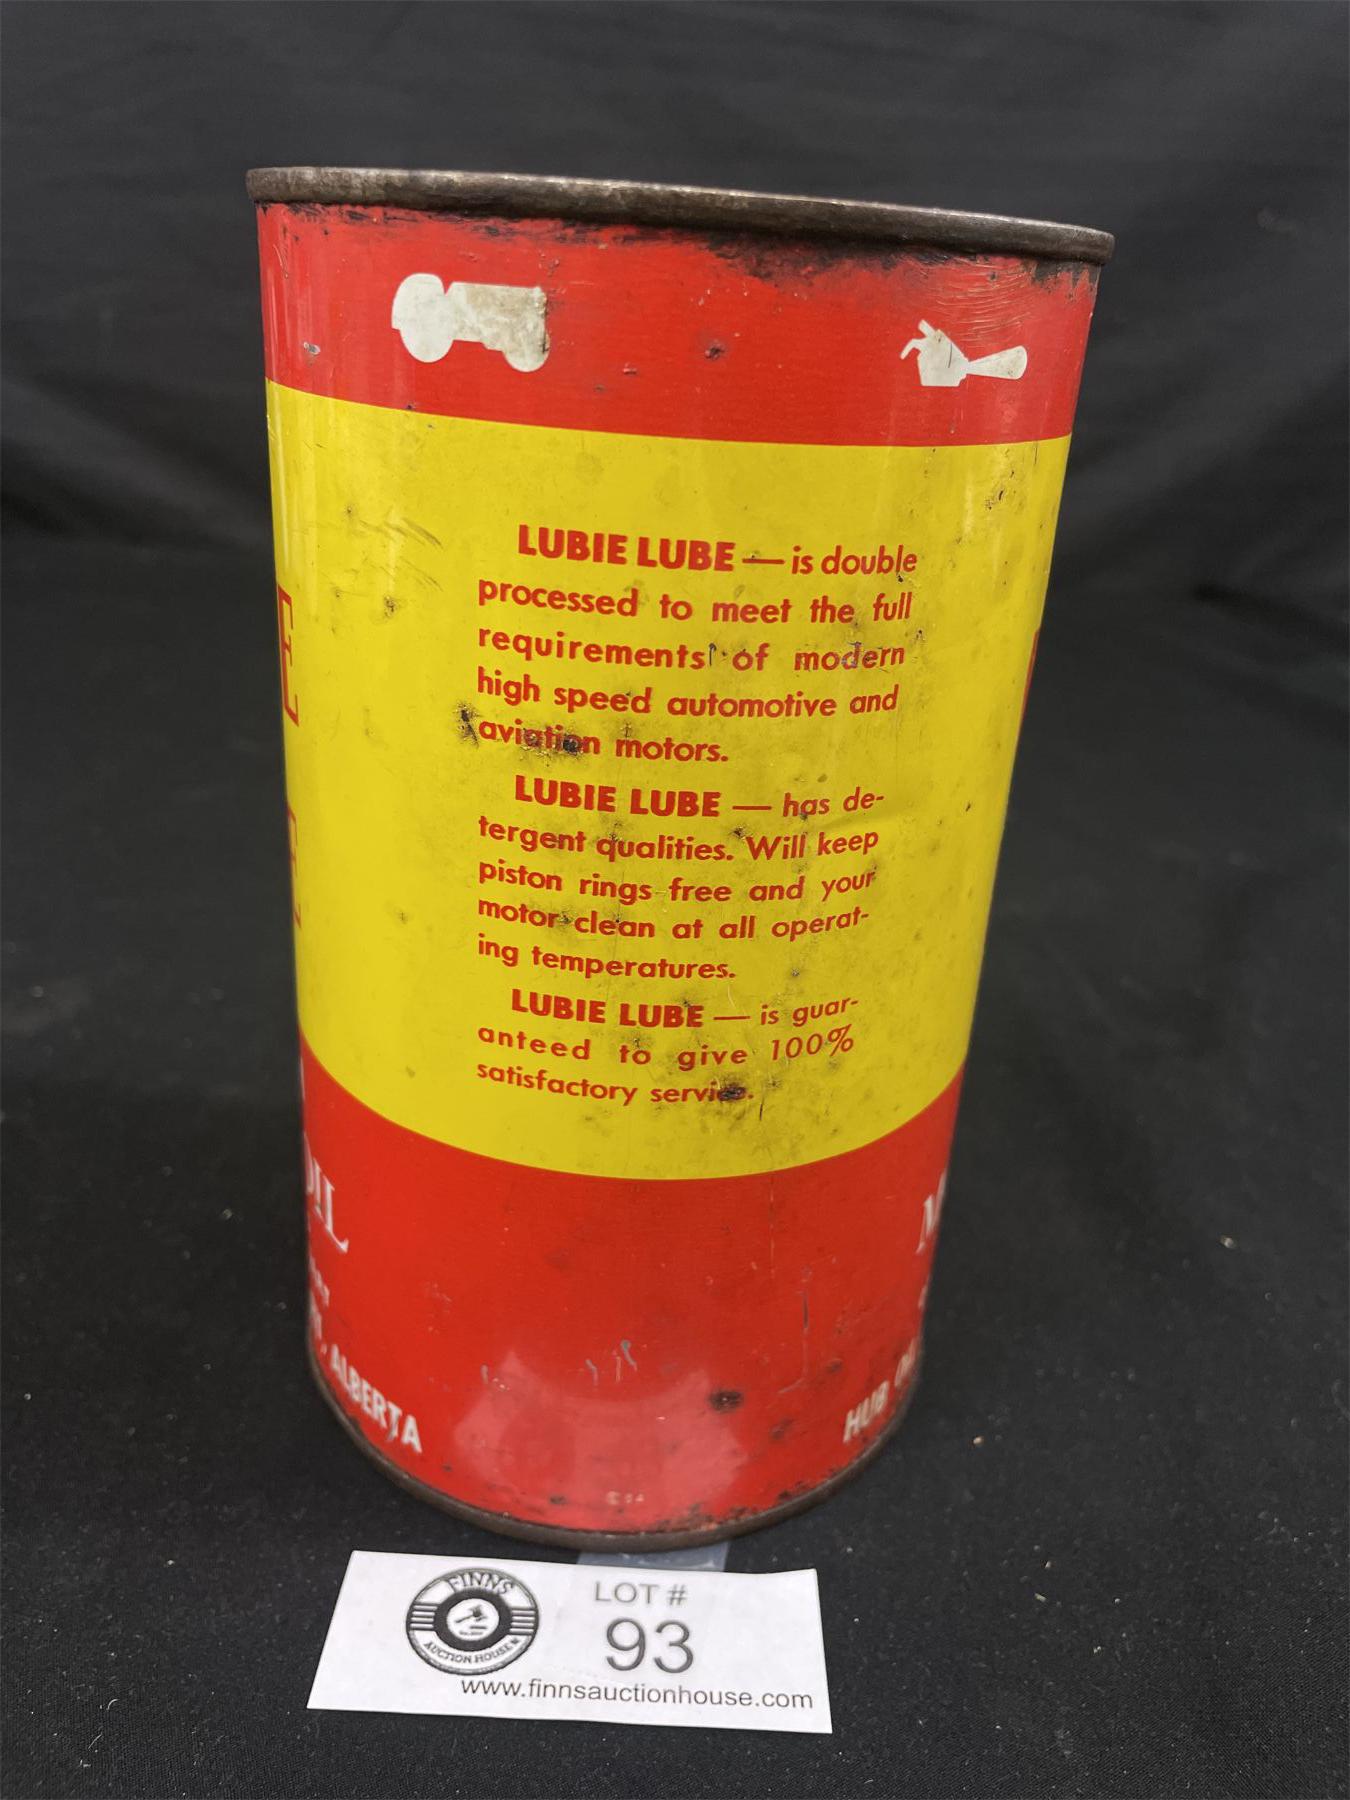 LUBIE LUBE — is double
processed to meet the full
requirements of modern
high speed automotive and
aviation motors.
LUBIE LUBE — has de-
tergent qualities. Will keep
piston rings free and your
motor clean at all operat-
ing temperatures.
LUBIE LUBE — is guar-
anteed to give 100%
satisfactory service.
E
E
OIL
, ALBERTA
HUB
FINNS
AUCTION HOUSE
LOT #
93
www.finnsauctionhouse.com